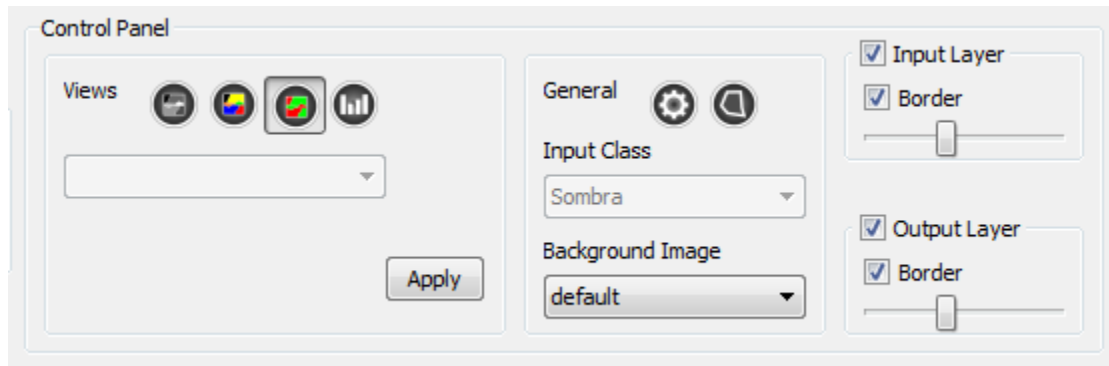 Control Panel
Views
Apply
General
Input Class
Sombra
Background Image
default
Input Layer
Border
Output Layer
Border